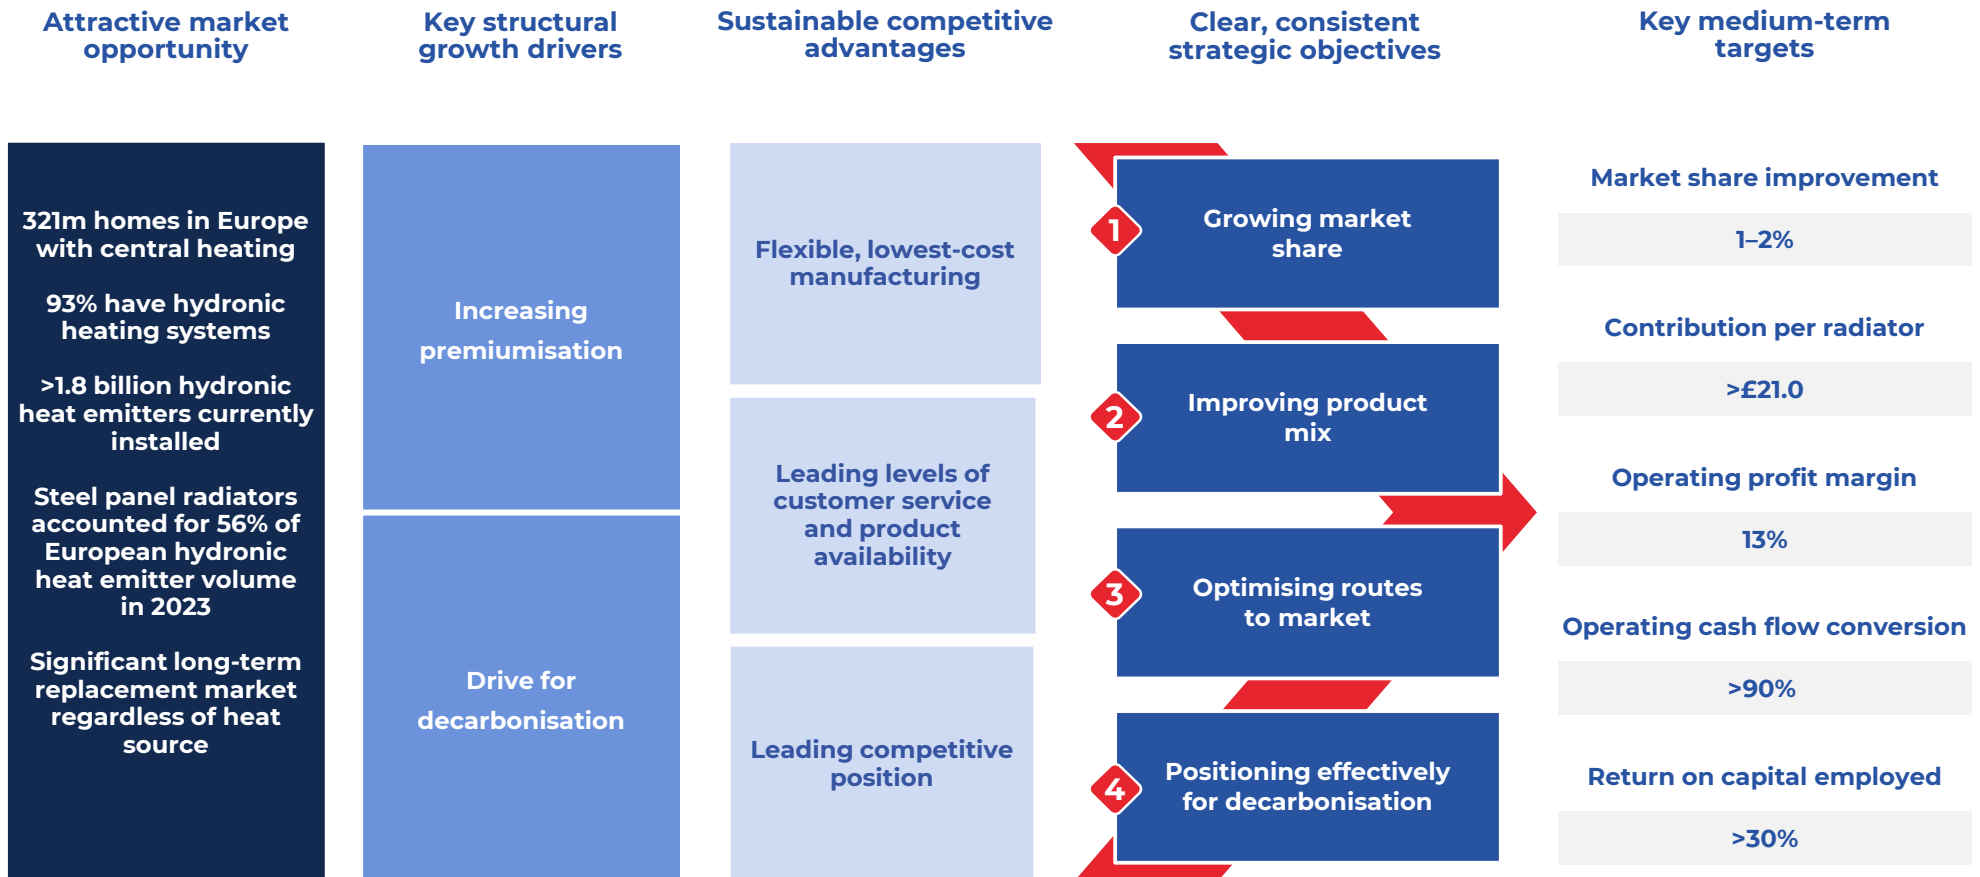 Attractive market
opportunity
321m homes in Europe
with central heating
93% have hydronic
heating systems
>1.8 billion hydronic
heat emitters currently
installed
Steel panel radiators
accounted for 56% of
European hydronic
heat emitter volume
in 2023
Significant long-term
replacement market
regardless of heat
source
Key structural
growth drivers
Increasing
premiumisation
Drive for
decarbonisation
Sustainable competitive
advantages
Flexible, lowest-cost
manufacturing
Leading levels of
customer service
and product
availability
Leading competitive
position
Clear, consistent
strategic objectives
1
Growing market
share
2
Improving product
mix
3
Optimising routes
to market
4
Positioning effectively
for decarbonisation
Key medium-term
targets
Market share improvement
1–2%
Contribution per radiator
>£21.0
Operating profit margin
13%
Operating cash flow conversion
>90%
Return on capital employed
>30%